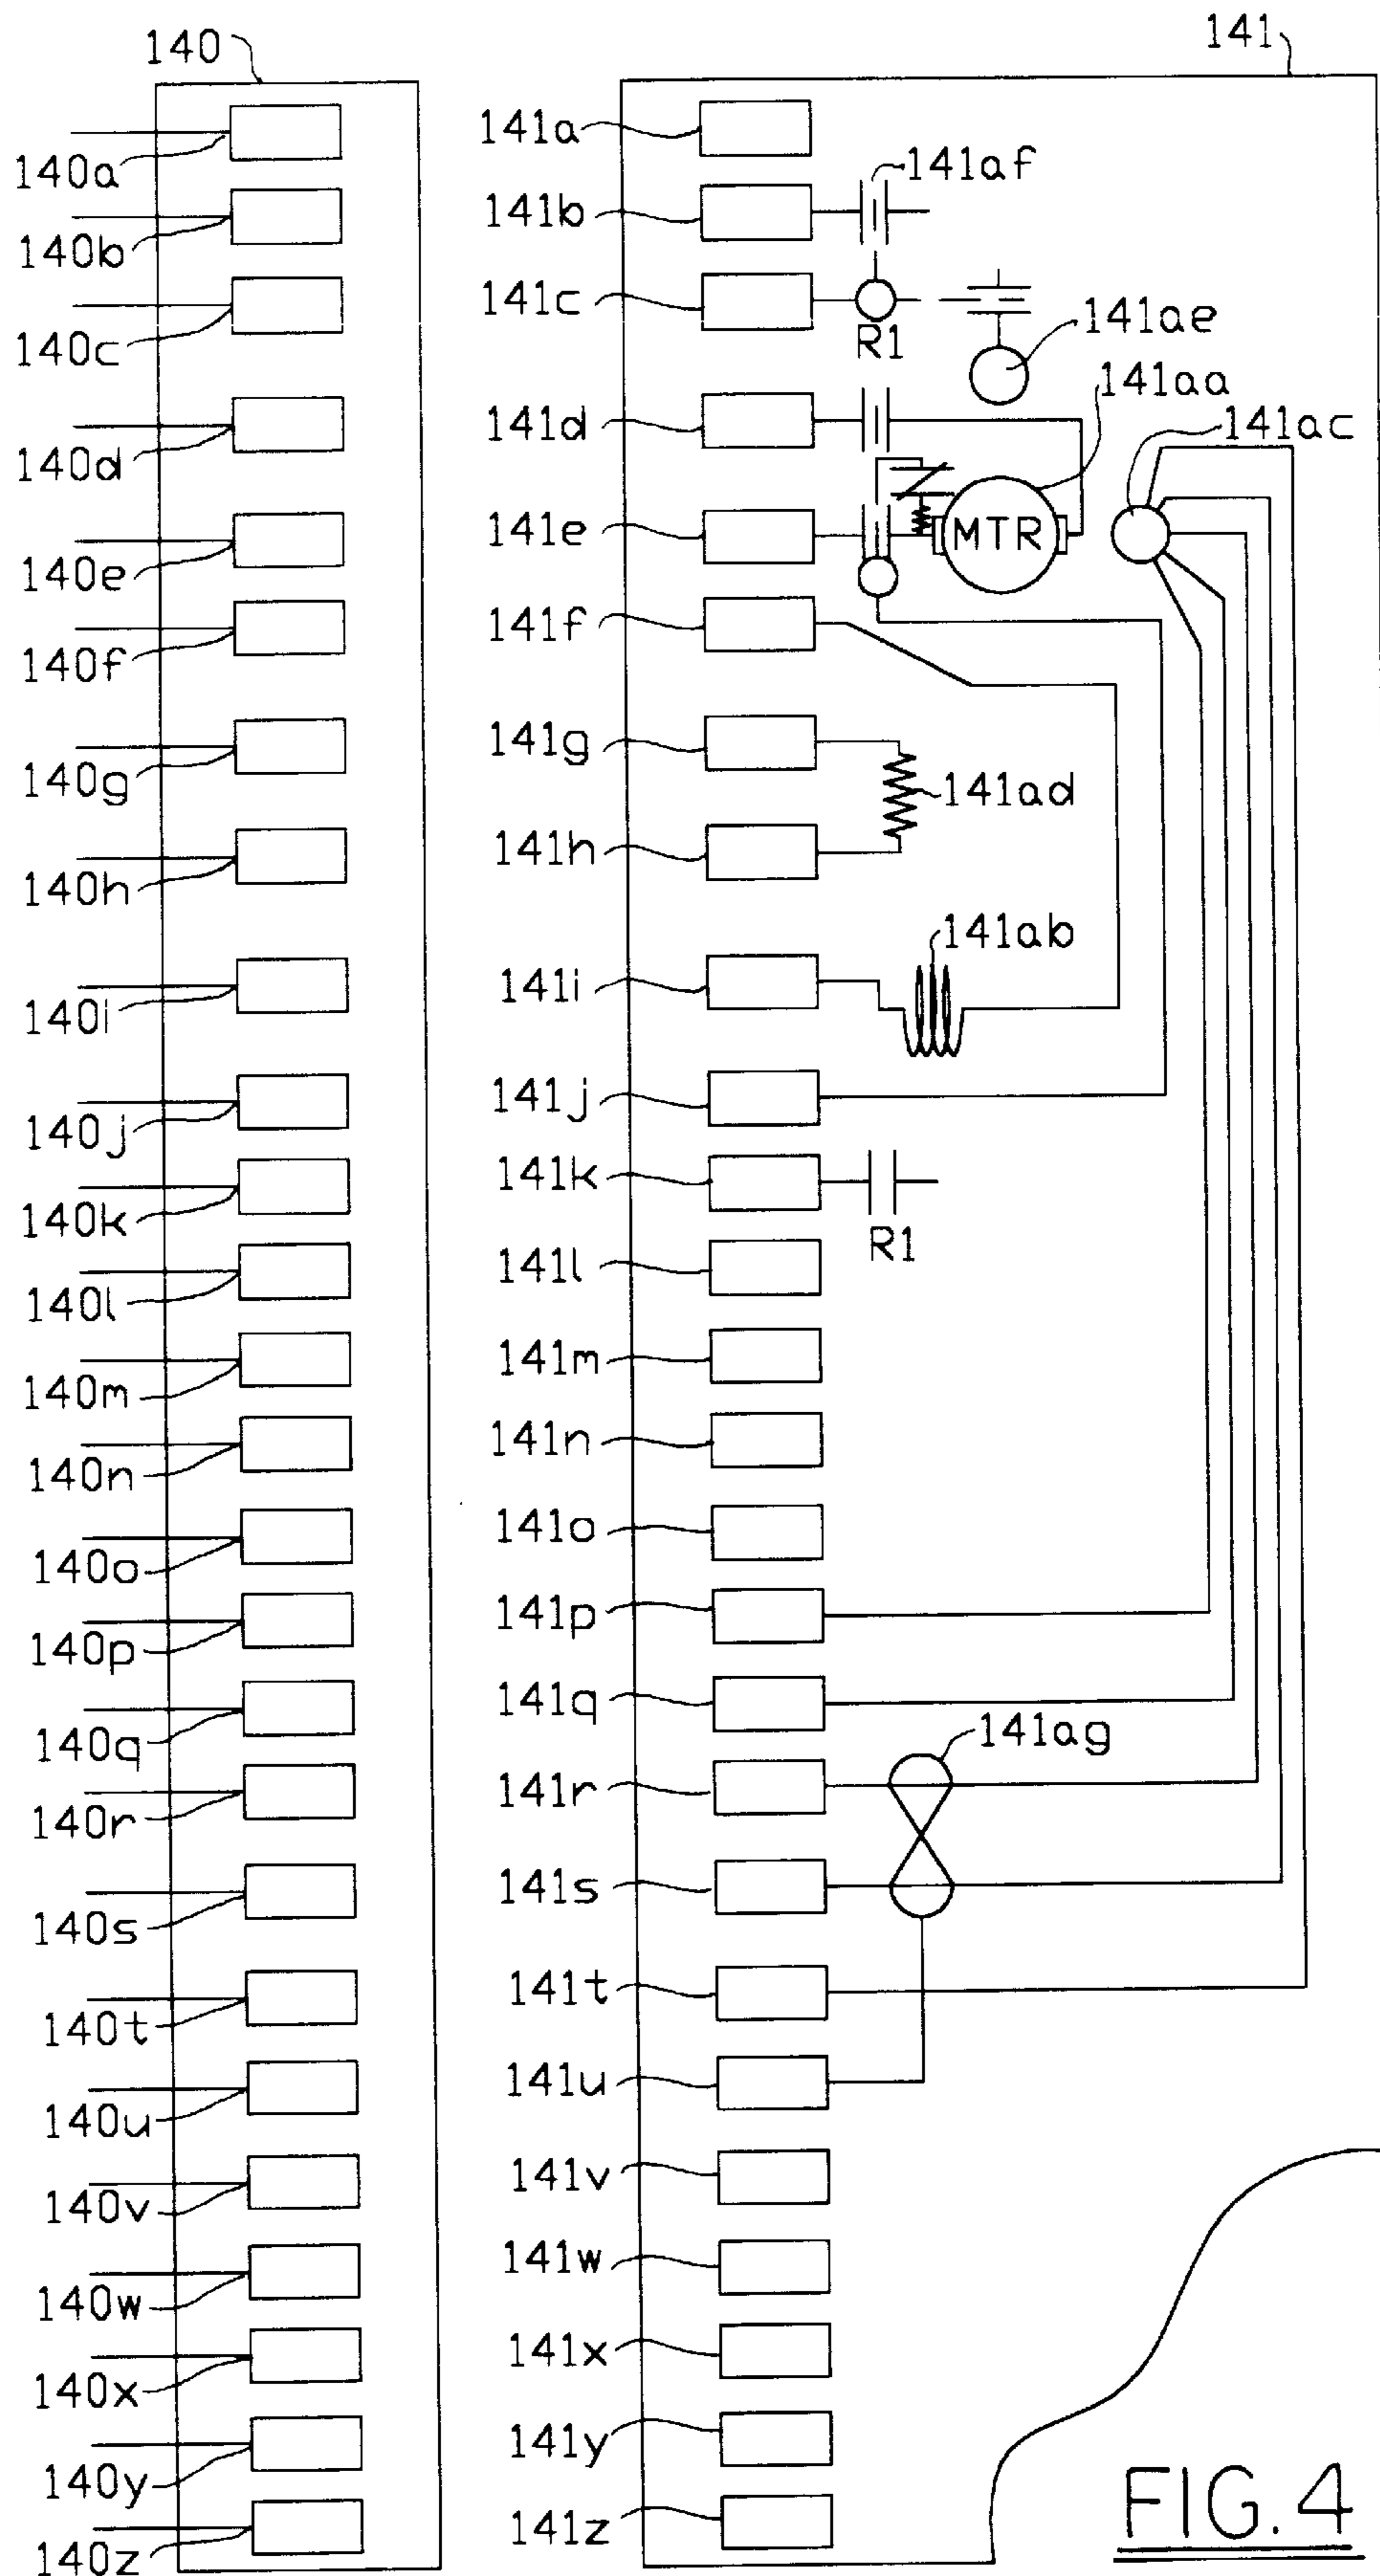 140
141
140a
140b
140c
140d
140e
140f
140g
140h
140i
140j
140k
140l
140m
140n
140o
140p
140q
140r
140s
140t
140u
140v
140w
140x
140y
140z
141a
141b
141af
141c
R1
141ae
141aa
141d
141ac
141e
MTR
141f
141g
141ad
141h
141ab
141i
141j
141k
R1
141l
141m
141n
141o
141p
141q
141ag
141r
141s
141t
141u
141v
141w
141x
141y
141z
FIG. 4